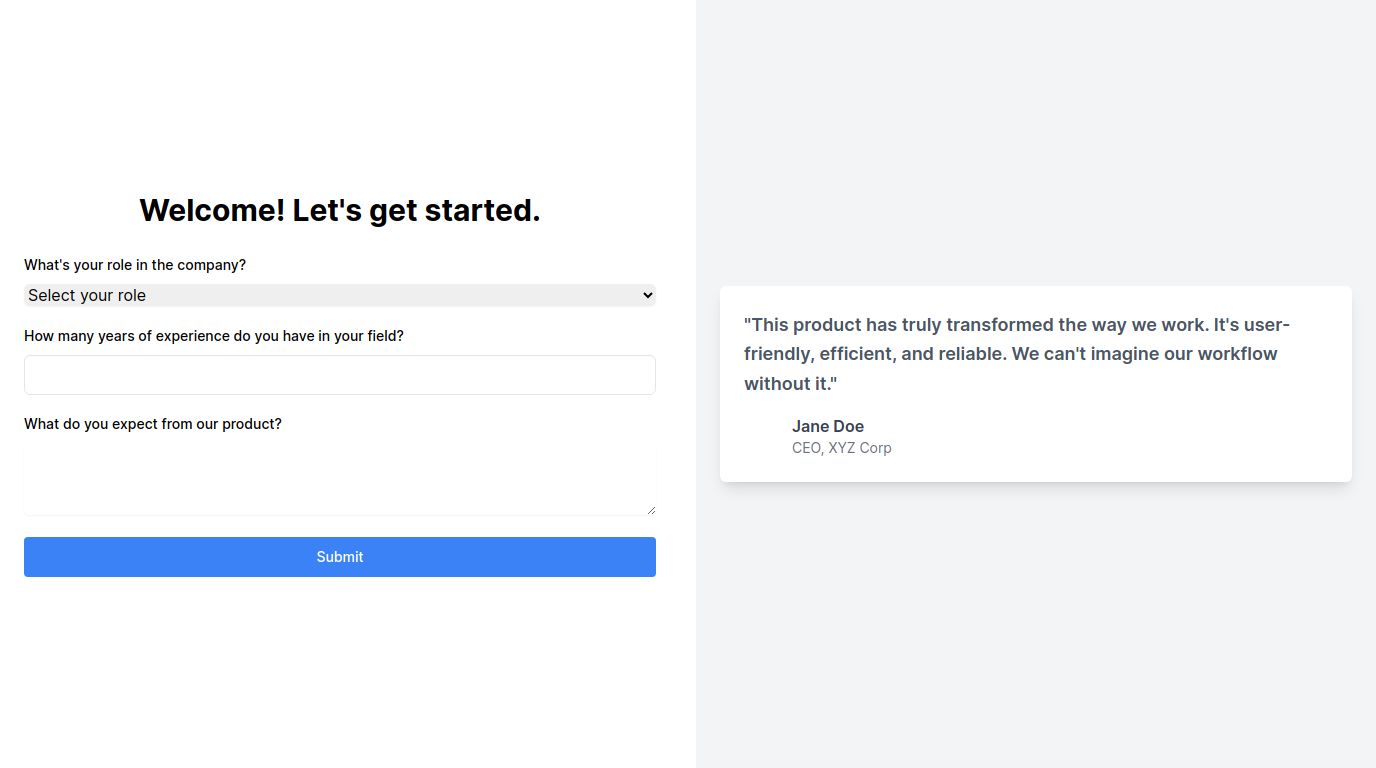 Welcome! Let's get started.
What's your role in the company?
Select your role
How many years of experience do you have in your field?
What do you expect from our product?
Submit
"This product has truly transformed the way we work. It's user-
friendly, efficient, and reliable. We can't imagine our workflow
without it."
Jane Doe
CEO, XYZ Corp